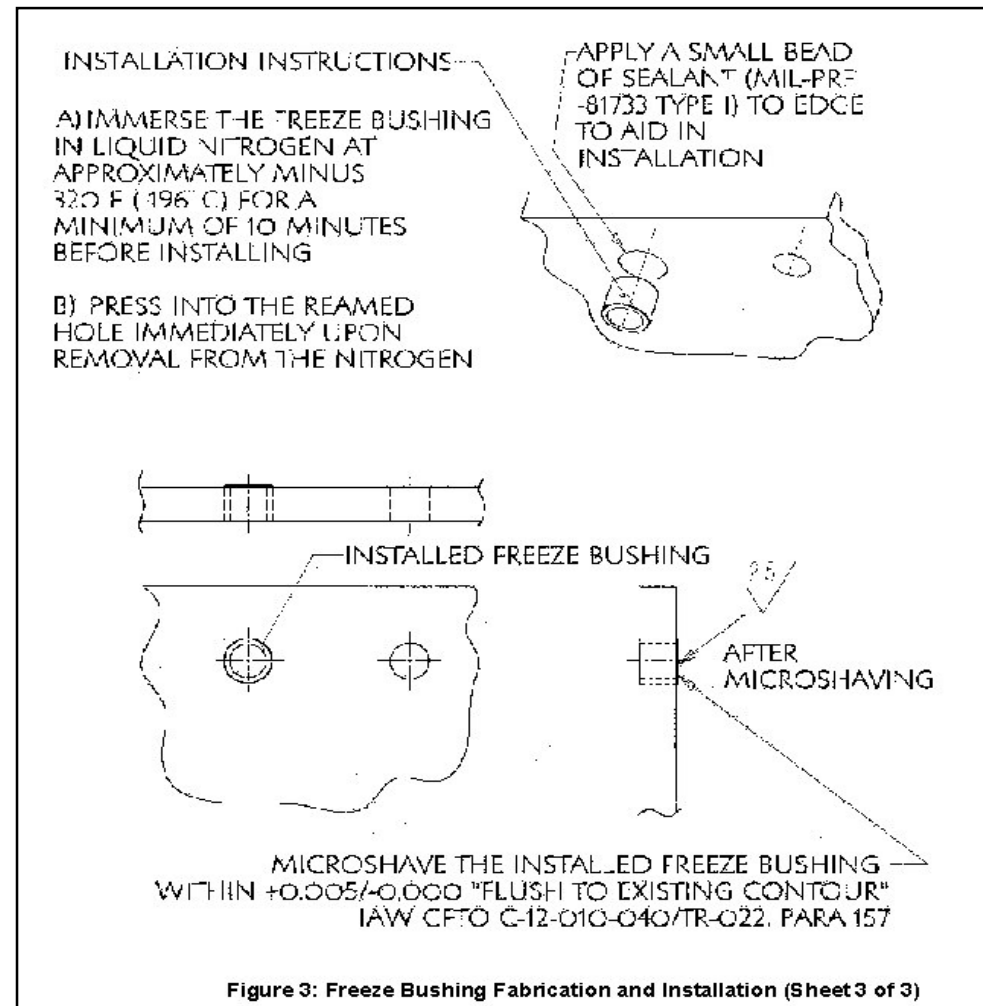 INSTALLATION INSTRUCTIONS
A) IMMERSE THE FREEZE BUSHING
IN LIQUID NITROGEN AT
APPROXIMATELY MINUS
320 F ( 196° C) FOR A
MINIMUM OF 10 MINUTES
BEFORE INSTALLING
B) PRESS INTO THE REAMED
HOLE IMMEDIATELY UPON
REMOVAL FROM THE NITROGEN
APPLY A SMALL BEAD
OF SEALANT (MIL-PRF
-81733 TYPE I) TO EDGE
TO AID IN
INSTALLATION
INSTALLED FREEZE BUSHING
AFTER
MICROSHAVING
MICROSHAVE THE INSTALLED FREEZE BUSHING
WITHIN +0.005/-0.000 "FLUSH TO EXISTING CONTOUR"
IAW CFTO C-12-010-040/TR-022. PARA 157
Figure 3: Freeze Bushing Fabrication and Installation (Sheet 3 of 3)